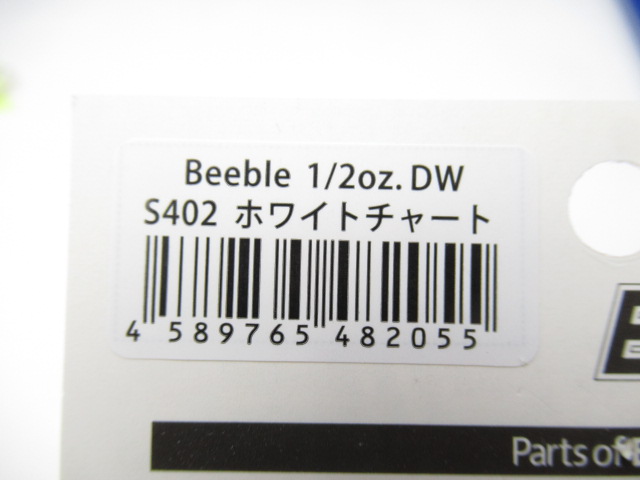 Beeble 1/2oz. DW
S402 ホワイトチャート
4 589765 482055
Parts of